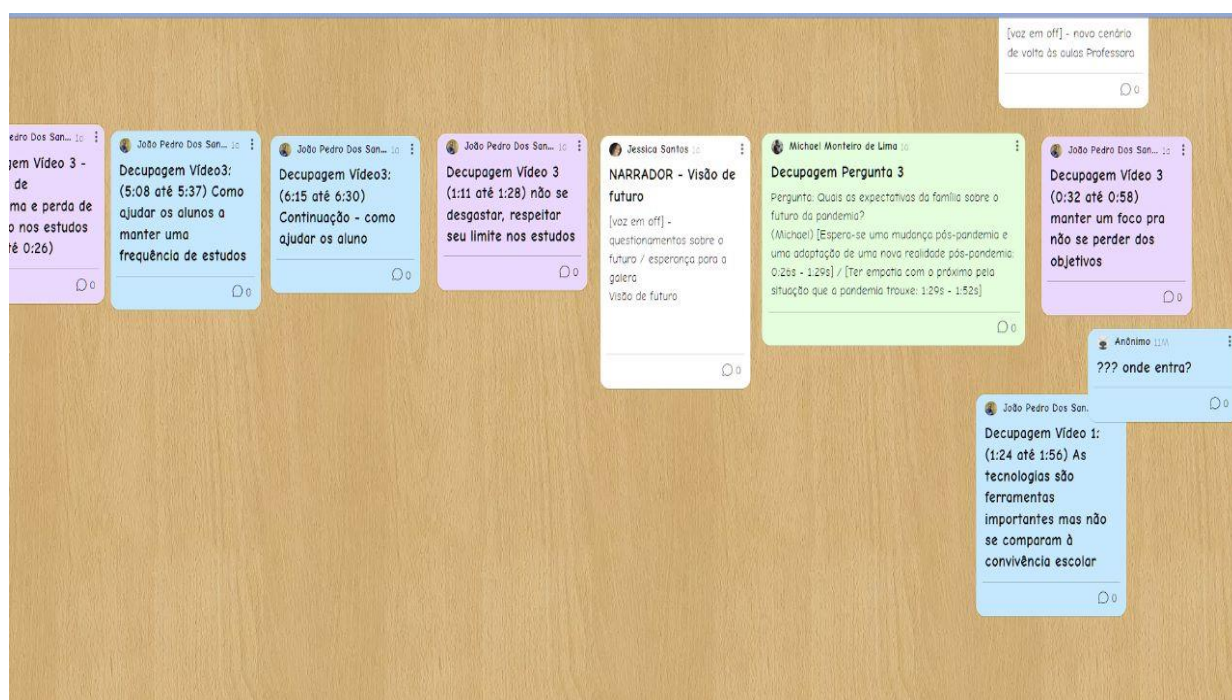 [voz em off] - novo cenário
de volta às aulas Professora
0
edro Dos San... 1d
gem Vídeo 3 -
de
ma e perda de
o nos estudos
té 0:26)
0
João Pedro Dos San... 1d
Decupagem Vídeo3:
(5:08 até 5:37) Como
ajudar os alunos a
manter uma
frequência de estudos
0
João Pedro Dos San... 1d
Decupagem Vídeo3:
(6:15 até 6:30)
Continuação - como
ajudar os aluno
0
João Pedro Dos San... 1d
Decupagem Vídeo 3
(1:11 até 1:28) não se
desgastar, respeitar
seu limite nos estudos
0
Jessica Santos 1d
NARRADOR - Visão de
futuro
[voz em off] -
questionamentos sobre o
futuro / esperança para a
galera
Visão de futuro
0
Michael Monteiro de Lima 1d
Decupagem Pergunta 3
Pergunta: Quais as expectativas da família sobre o
futuro da pandemia?
(Michael) [Espera-se uma mudança pós-pandemia e
uma adaptação de uma nova realidade pós-pandemia:
0:26s - 1:29s] / [Ter empatia com o próximo pela
situação que a pandemia trouxe: 1:29s - 1:52s]
0
João Pedro Dos San... 1d
Decupagem Vídeo 3
(0:32 até 0:58)
manter um foco pra
não se perder dos
objetivos
0
Anônimo 11M
??? onde entra?
0
João Pedro Dos San.
Decupagem Vídeo 1:
(1:24 até 1:56) As
tecnologias são
ferramentas
importantes mas não
se comparam à
convivência escolar
0